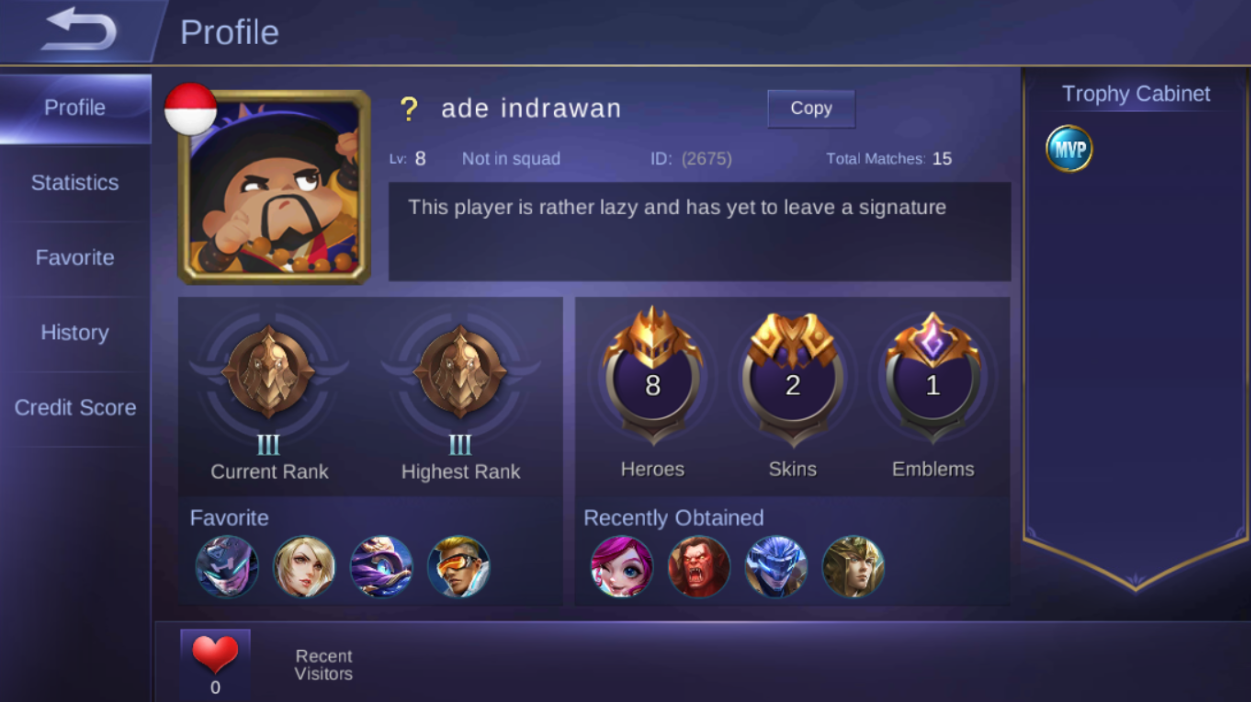 Profile
Profile
Statistics
Favorite
History
Credit Score
? ade indrawan
Copy
Lv: 8 Not in squad ID: (2675) Total Matches: 15
This player is rather lazy and has yet to leave a signature
III
Current Rank
III
Highest Rank
8
Heroes
2
Skins
1
Emblems
Favorite
Recently Obtained
Trophy Cabinet
MVP
0
Recent
Visitors